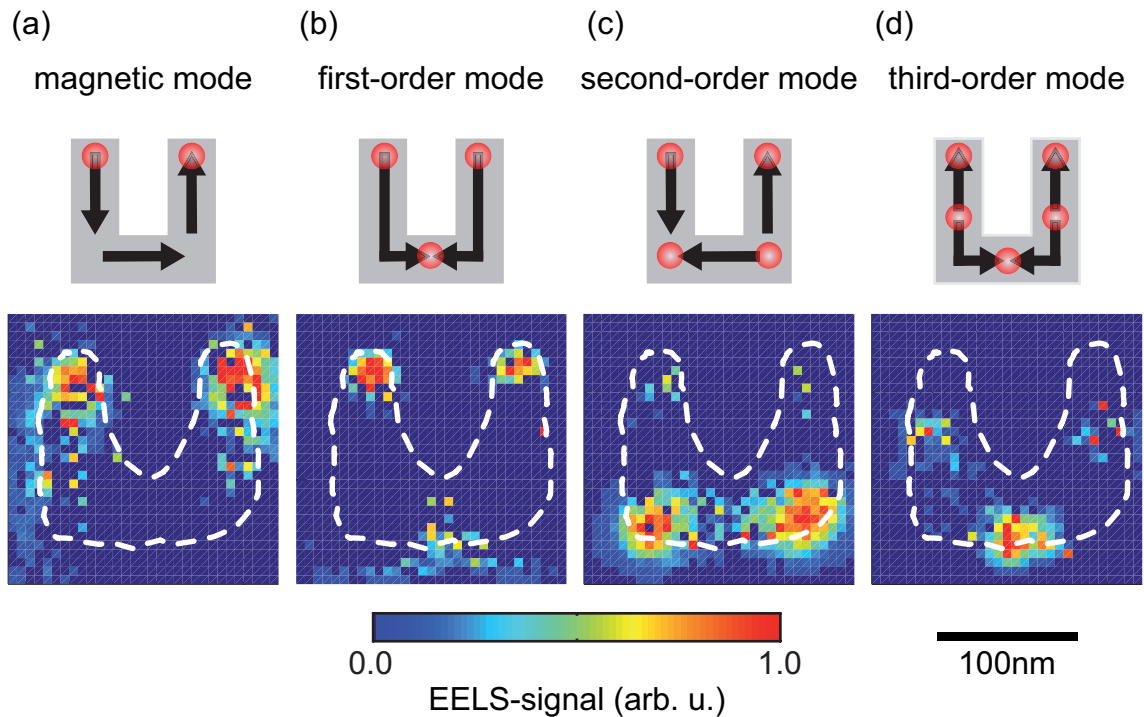 (a) (b) (c) (d)
magnetic mode first-order mode second-order mode third-order mode
0.0 1.0
EELS-signal (arb. u.)
100nm